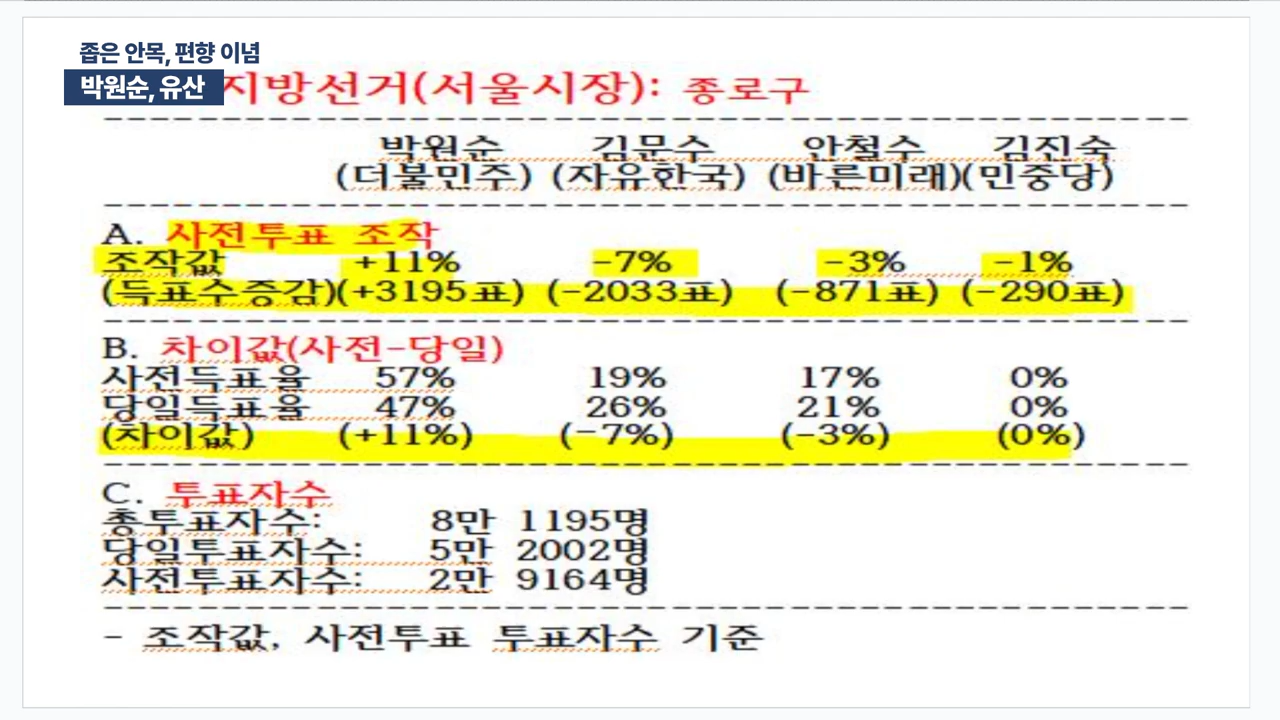 좁은 안목, 편향 이념
박원순, 유산
지방선거(서울시장): 종로구
박원순 김문수 안철수 김진숙
(더불민주) (자유한국) (바른미래)(민중당)
A. 사전투표 조작
조작값 +11% -7% -3% -1%
(득표수증감)(+3195표) (-2033표) (-871표) (-290표)
B. 차이값(사전-당일)
사전득표율 57% 19% 17% 0%
당일득표율 47% 26% 21% 0%
(차이값) (+11%) (-7%) (-3%) (0%)
C. 투표자수
총투표자수: 8만 1195명
당일투표자수: 5만 2002명
사전투표자수: 2만 9164명
- 조작값, 사전투표 투표자수 기준